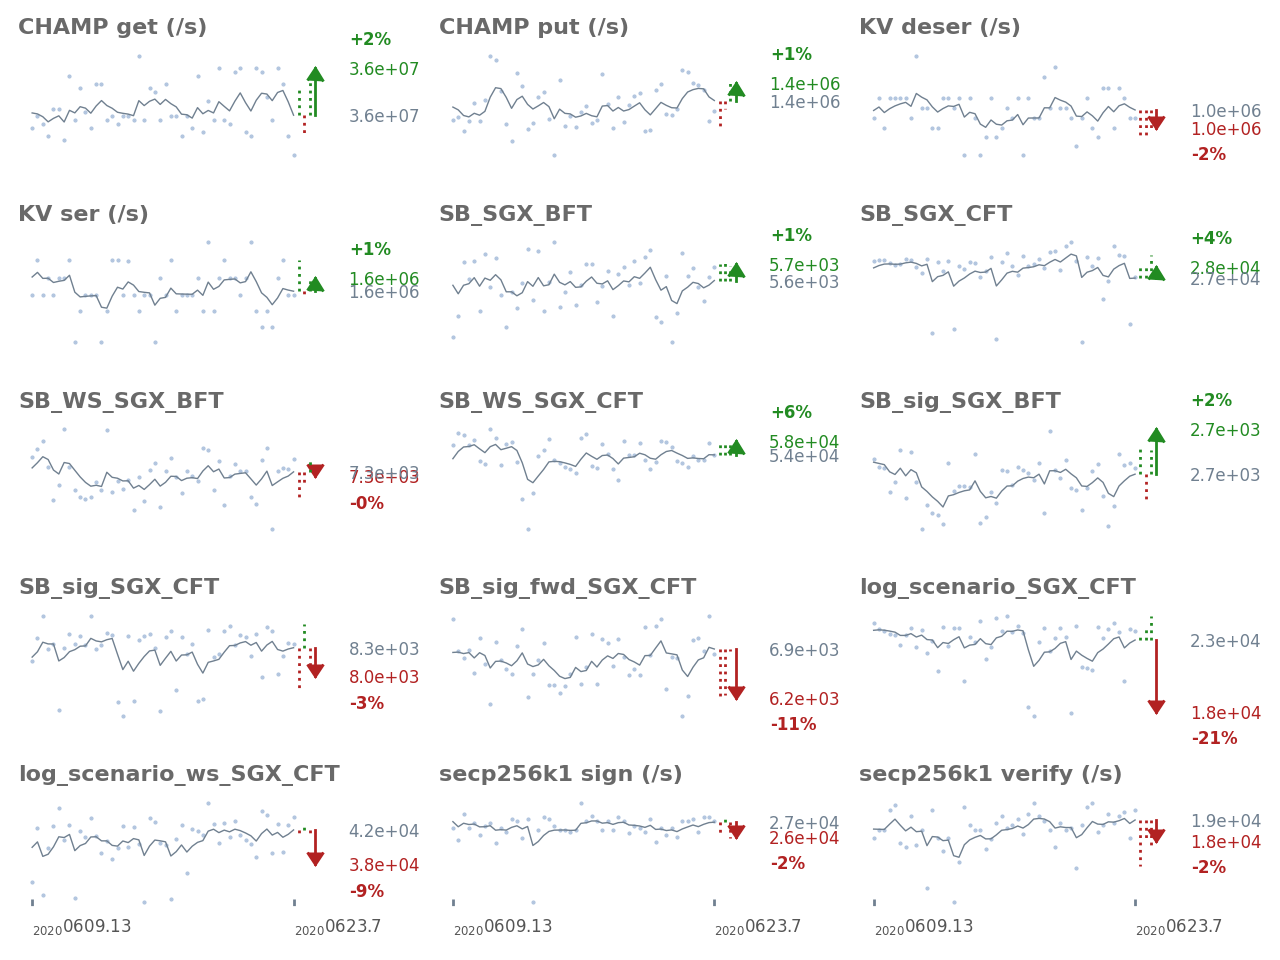 CHAMP get (/s)
+2%
3.6e+07
3.6e+07
CHAMP put (/s)
+1%
1.4e+06
1.4e+06
KV deser (/s)
1.0e+06
1.0e+06
-2%
KV ser (/s)
+1%
1.6e+06
1.6e+06
SB_SGX_BFT
+1%
5.7e+03
5.6e+03
SB_SGX_CFT
+4%
2.8e+04
2.7e+04
SB_WS_SGX_BFT
7.3e+03
7.3e+03
-0%
SB_WS_SGX_CFT
+6%
5.8e+04
5.4e+04
SB_sig_SGX_BFT
+2%
2.7e+03
2.7e+03
SB_sig_SGX_CFT
8.3e+03
8.0e+03
-3%
SB_sig_fwd_SGX_CFT
6.9e+03
6.2e+03
-11%
log_scenario_SGX_CFT
2.3e+04
1.8e+04
-21%
log_scenario_ws_SGX_CFT
4.2e+04
3.8e+04
-9%
secp256k1 sign (/s)
2.7e+04
2.6e+04
-2%
secp256k1 verify (/s)
1.9e+04
1.8e+04
-2%
20200609.13
20200623.7
20200609.13
20200623.7
20200609.13
20200623.7